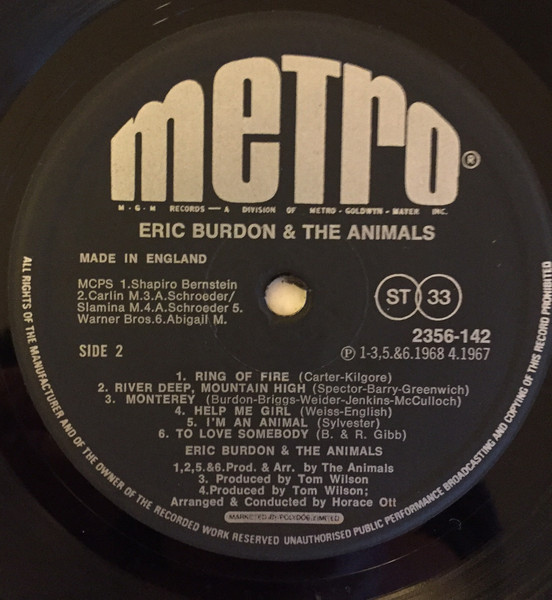 metro ®
M - G - M RECORDS — A DIVISION OF METRO - GOLDWYN - MAYER INC.
ERIC BURDON & THE ANIMALS
MADE IN ENGLAND
MCPS 1.Shapiro Bernstein
2.Carlin M.3.A.Schroeder/
Slamina M.4.A.Schroeder 5.
Warner Bros.6.Abigail M.
ST 33
2356-142
SIDE 2
Ⓟ 1-3,5.&6.1968 4.1967
1. RING OF FIRE (Carter-Kilgore)
2. RIVER DEEP, MOUNTAIN HIGH (Spector-Barry-Greenwich)
3. MONTEREY (Burdon-Briggs-Weider-Jenkins-McCulloch)
4. HELP ME GIRL (Weiss-English)
5. I'M AN ANIMAL (Sylvester)
6. TO LOVE SOMEBODY (B. & R. Gibb)
ERIC BURDON & THE ANIMALS
1,2,5.&6.Prod. & Arr. by The Animals
3. Produced by Tom Wilson
4.Produced by Tom Wilson;
Arranged & Conducted by Horace Ott
MARKETED BY POLYDOR LIMITED
ALL RIGHTS OF THE MANUFACTURER AND OF THE OWNER OF THE RECORDED WORK RESERVED UNAUTHORISED PUBLIC PERFORMANCE BROADCASTING AND COPYING OF THIS RECORD PROHIBITED